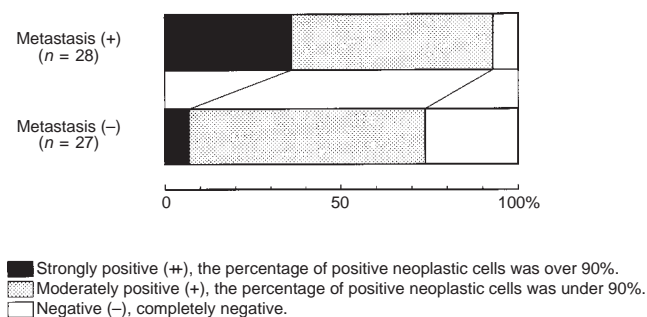 Metastasis (+)
(n = 28)
Metastasis (–)
(n = 27)
0 50 100%
Strongly positive (++), the percentage of positive neoplastic cells was over 90%.
Moderately positive (+), the percentage of positive neoplastic cells was under 90%.
Negative (–), completely negative.